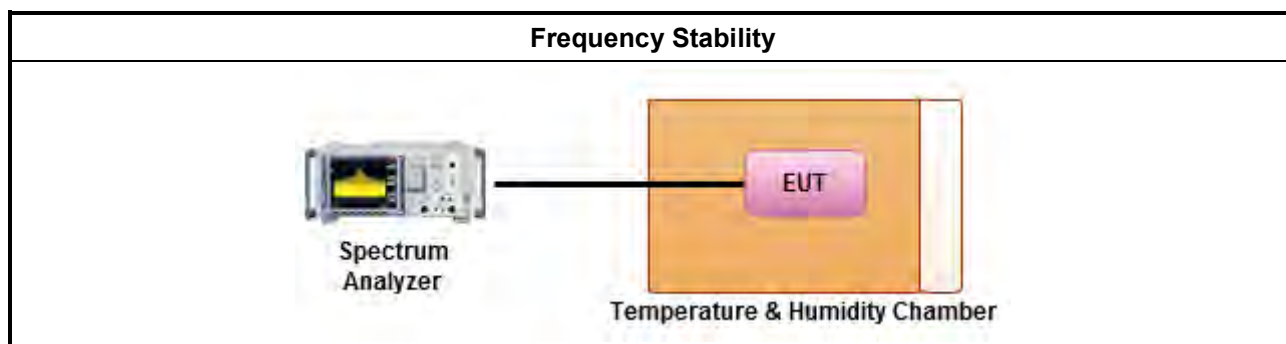 Frequency Stability
EUT
Spectrum
Analyzer
Temperature & Humidity Chamber